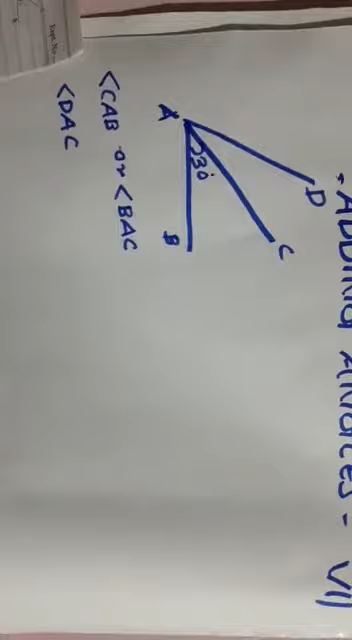 - ADDING ANGLES - VII
D
C
A
30°
B
<CAB or <BAC
<DAC